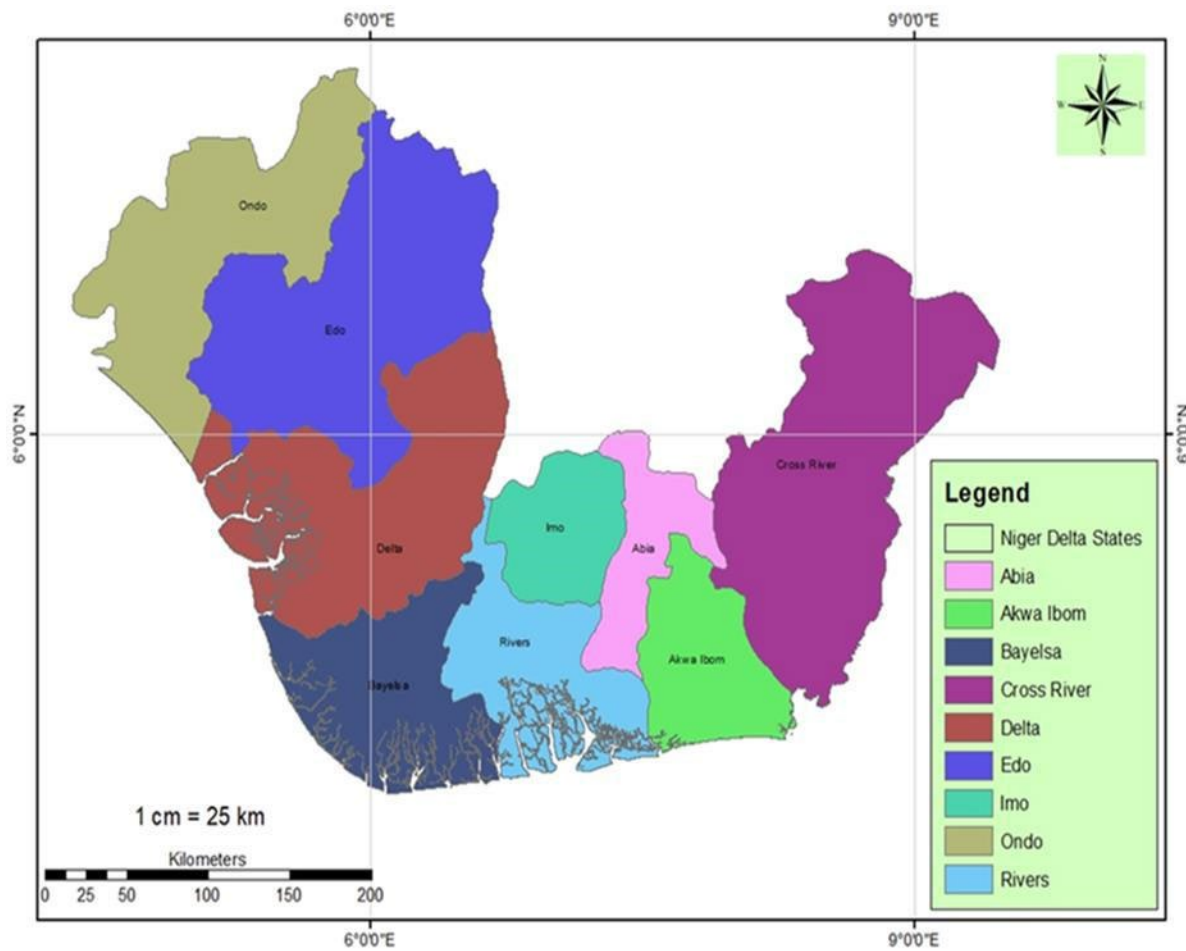 6°0'0"E
9°0'0"E
N
W
E
S
Ondo
Edo
6°0'0"N
6°0'0"N
Cross River
Imo
Delta
Abia
Rivers
Akwa Ibom
Bayelsa
Legend
Niger Delta States
Abia
Akwa Ibom
Bayelsa
Cross River
Delta
Edo
Imo
Ondo
Rivers
1 cm = 25 km
Kilometers
0 25 50 100 150 200
6°0'0"E
9°0'0"E